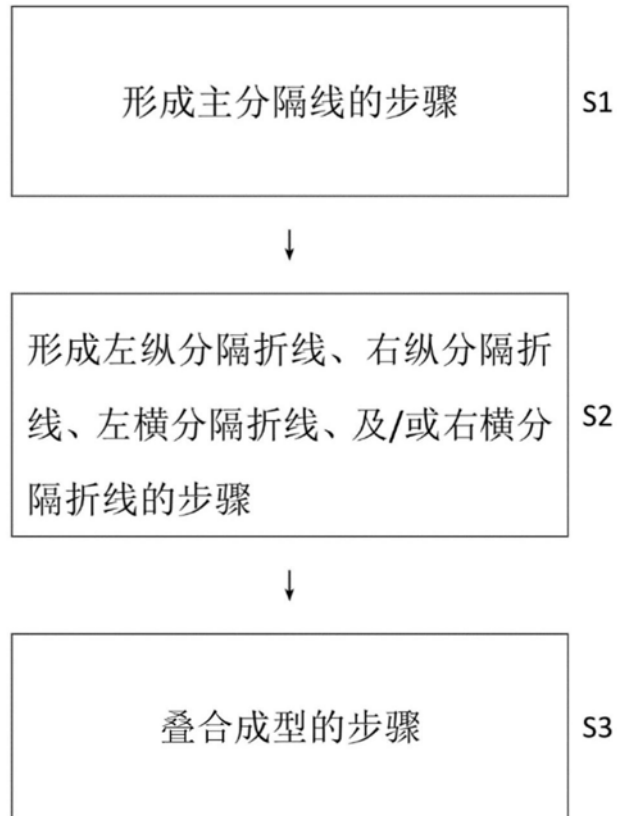 形成主分隔线的步骤
S1
↓
形成左纵分隔折线、右纵分隔折
线、左横分隔折线、及/或右横分
隔折线的步骤
S2
↓
叠合成型的步骤
S3